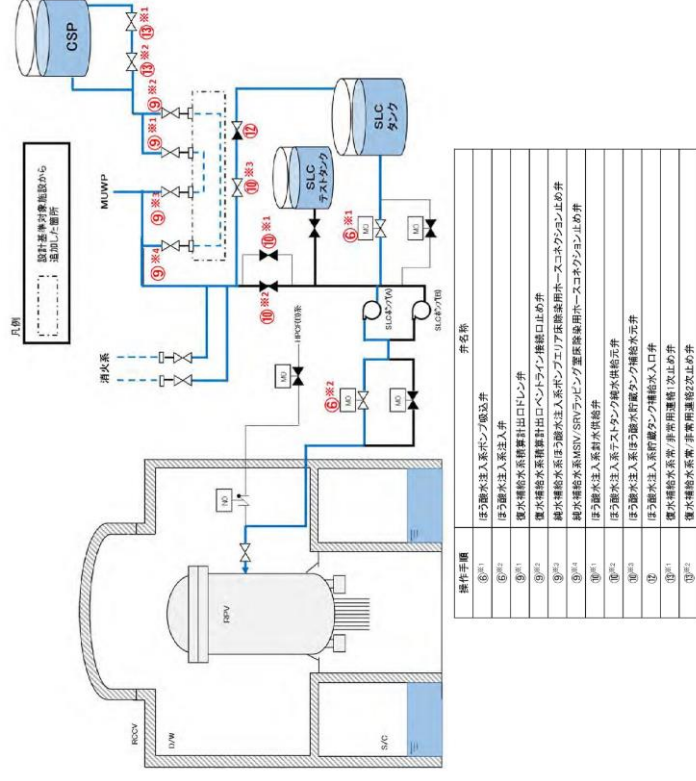 凡例
設計基準対象施設から
追加した箇所
CSP
⑬※1
⑬※2
MUWP
⑨※2
⑨※1
⑨※3
⑨※4
消火系
⑩※1
⑩※2
⑩※3
⑫
SLC
テストタンク
SLC
タンク
⑥※1
MO
MO
SLCポンプ(A)
SLCポンプ(B)
MO
⑥※2
MO
MO
RCCV
D/W
RPV
S/C
操作手順 弁名称
⑥※1 ほう酸水注入系ポンプ吸込弁
⑥※2 ほう酸水注入系注入弁
⑨※1 復水補給水系積算計出口ドレン弁
⑨※2 復水補給水系積算計出口ベントライン接続口止め弁
⑨※3 純水補給水系ほう酸水注入系ポンプエリア床除染用ホースコネクション止め弁
⑨※4 純水補給水系MSIV/SRVラッピング室床除染用ホースコネクション止め弁
⑩※1 ほう酸水注入系封水供給弁
⑩※2 ほう酸水注入系テストタンク純水供給元弁
⑩※3 ほう酸水注入系ほう酸水貯蔵タンク補給水元弁
⑫ ほう酸水注入系貯蔵タンク補給水入口弁
⑬※1 復水補給水系常/非常用連絡1次止め弁
⑬※2 復水補給水系常/非常用連絡2次止め弁